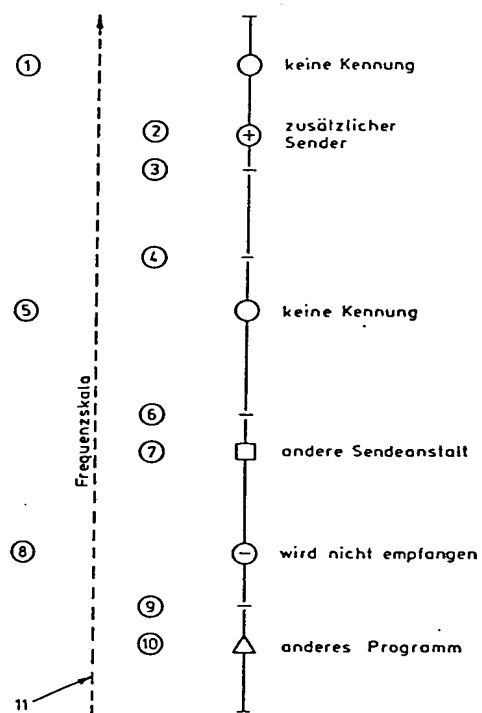 ① keine Kennung
② zusätzlicher
Sender
③
④
⑤ keine Kennung
Frequenzskala
⑥
⑦ andere Sendeanstalt
⑧ wird nicht empfangen
⑨
⑩ anderes Programm
11